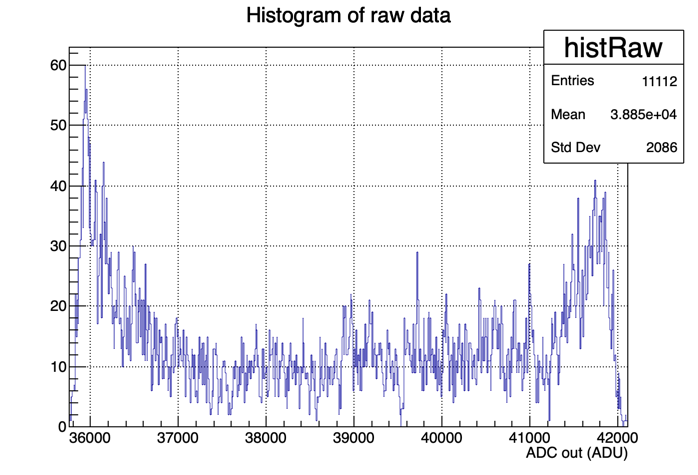 Histogram of raw data
histRaw
Entries 11112
Mean 3.885e+04
Std Dev 2086
60
50
40
30
20
10
0
36000 37000 38000 39000 40000 41000 42000
ADC out (ADU)